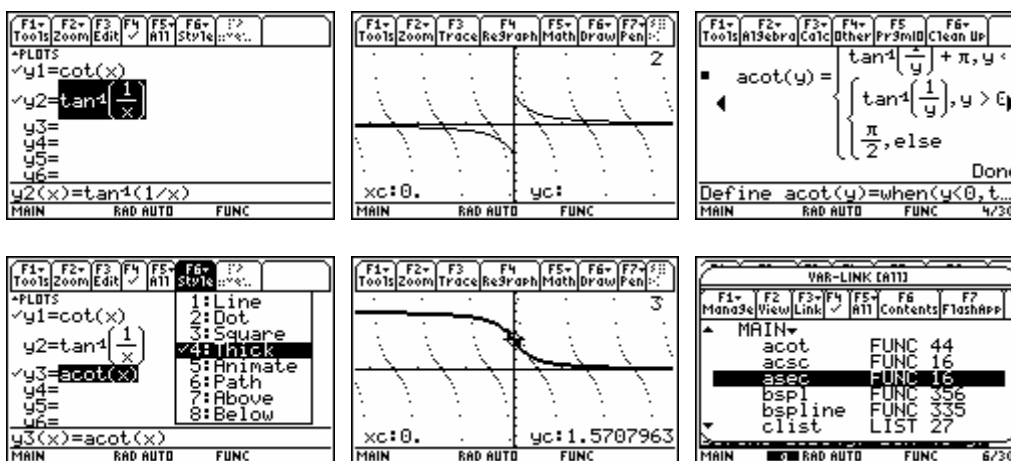 F1▾ F2▾ F3 F4 F5▾ F6▾
Tools Zoom Edit ✓ All Style
▴PLOTS
✓y1=cot(x)
✓y2=tan⁻¹(1/x)
y3=
y4=
y5=
y6=
y2(x)=tan⁻¹(1/x)
MAIN RAD AUTO FUNC
F1▾ F2▾ F3 F4 F5▾ F6▾ F7▾
Tools Zoom Trace ReGraph Math Draw Pen
2
xc:0. yc:
MAIN RAD AUTO FUNC
F1▾ F2▾ F3▾ F4▾ F5 F6▾
Tools Algebra Calc Other PrgmIO Clean Up
tan⁻¹(1/y) + π, y <
▪ acot(y) = { tan⁻¹(1/y), y > 0
π/2, else
Done
Define acot(y)=when(y<0,t…
MAIN RAD AUTO FUNC 4/30
F1▾ F2▾ F3 F4 F5▾ F6▾
Tools Zoom Edit ✓ All Style
▴PLOTS
✓y1=cot(x)
y2=tan⁻¹(1/x)
✓y3=acot(x)
y4=
y5=
y6=
1:Line
2:Dot
3:Square
✓4:Thick
5:Animate
6:Path
7:Above
8:Below
y3(x)=acot(x)
MAIN RAD AUTO FUNC
F1▾ F2▾ F3 F4 F5▾ F6▾ F7▾
Tools Zoom Trace ReGraph Math Draw Pen
3
xc:0. yc:1.5707963
MAIN RAD AUTO FUNC
VAR-LINK [All]
F1▾ F2 F3▾ F4 F5▾ F6 F7
Manage View Link ✓ All Contents FlashApp
▴ MAIN▾
acot FUNC 44
acsc FUNC 16
asec FUNC 16
bspl FUNC 356
bspline FUNC 335
▾ clist LIST 27
MAIN RAD AUTO FUNC 6/30